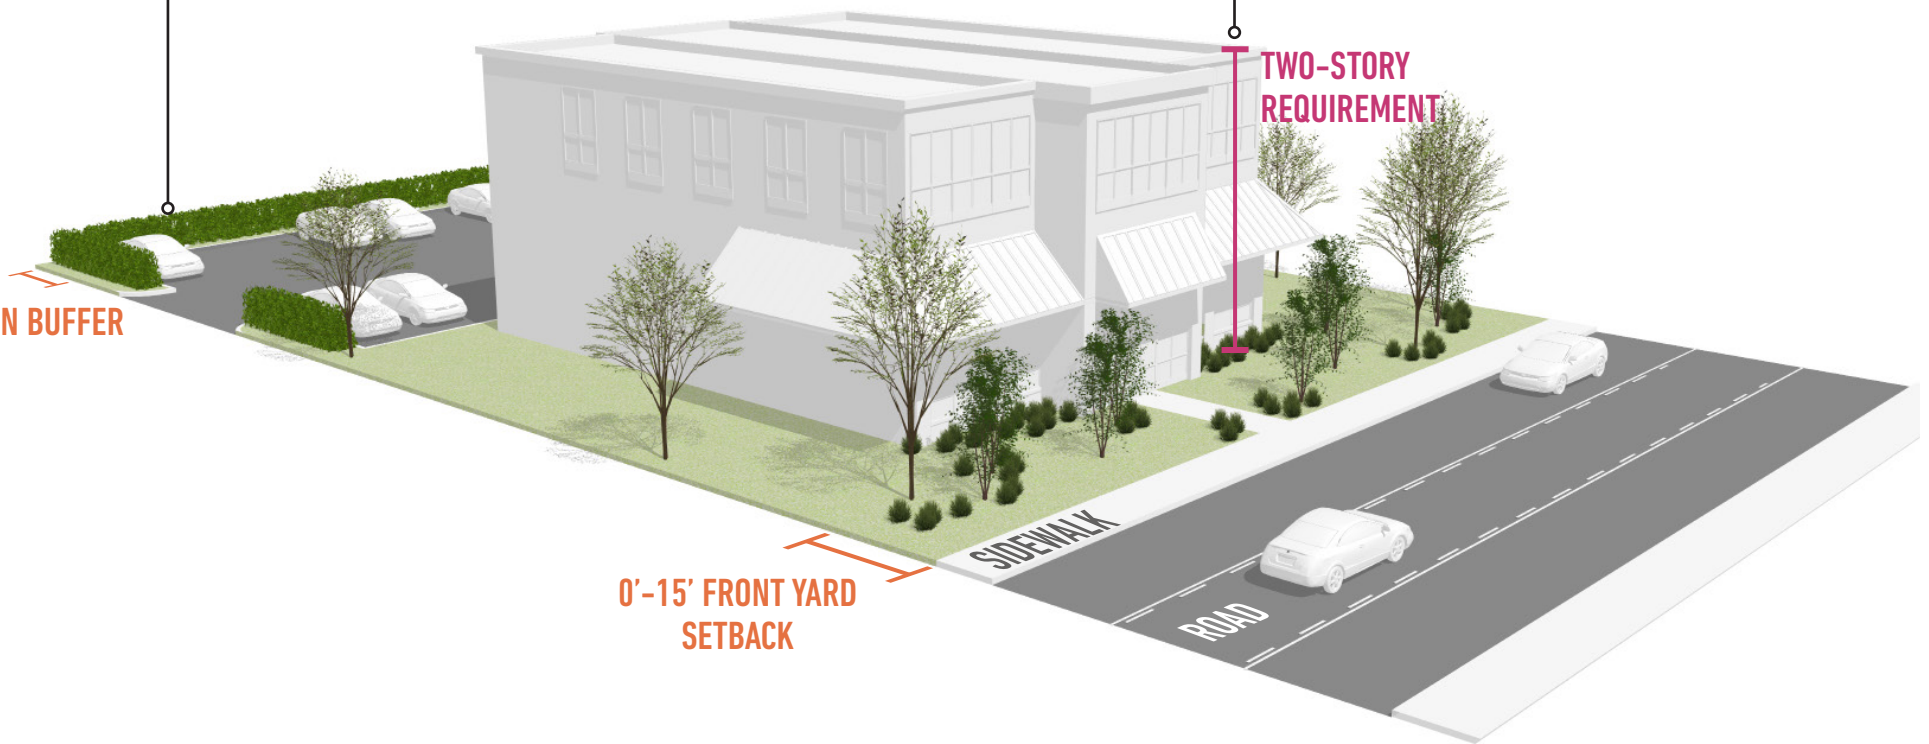 TWO-STORY
REQUIREMENT
N BUFFER
0'-15' FRONT YARD
SETBACK
SIDEWALK
ROAD